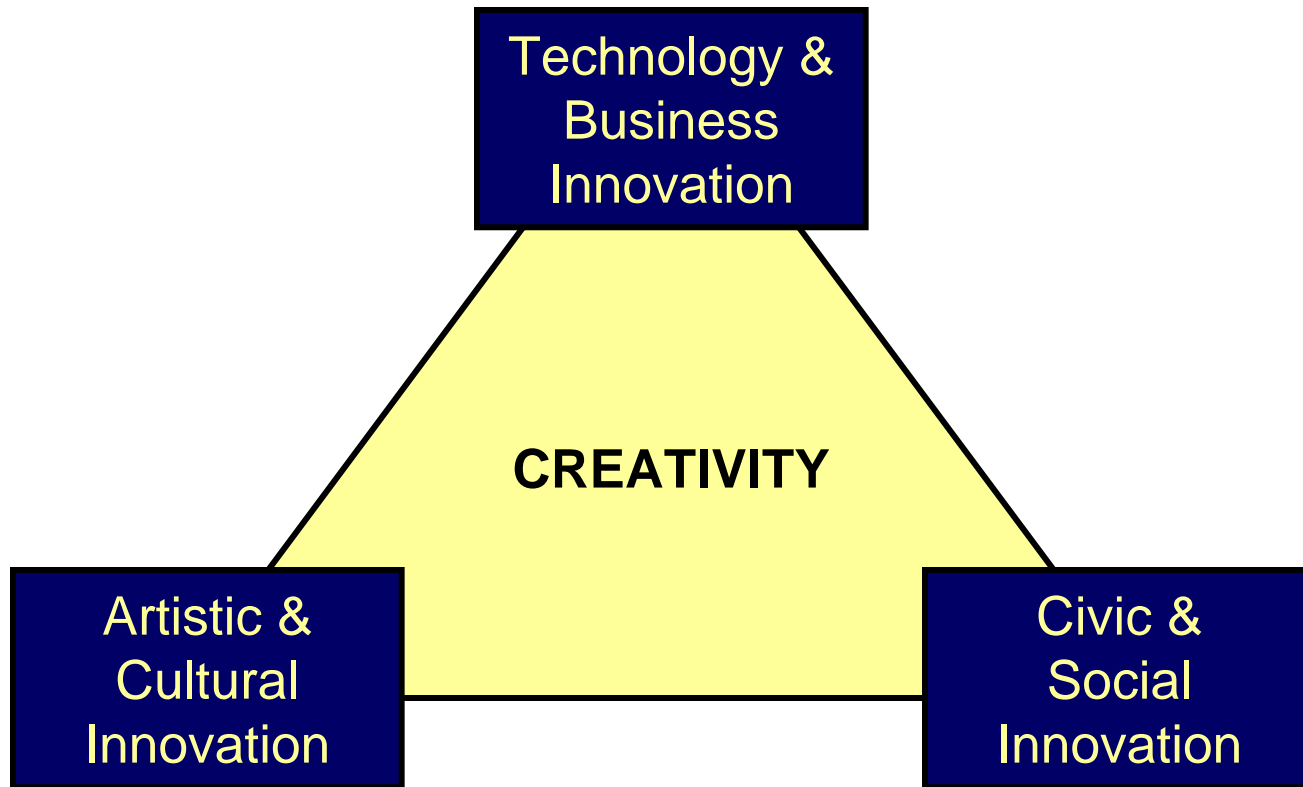 Technology &
Business
Innovation
CREATIVITY
Artistic &
Cultural
Innovation
Civic &
Social
Innovation